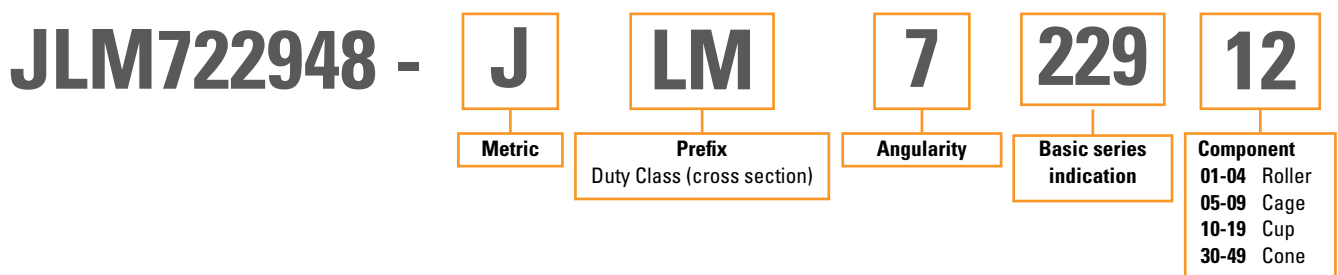 JLM722948 - J LM 7 229 12
Metric
Prefix
Duty Class (cross section)
Angularity
Basic series
indication
Component
01-04 Roller
05-09 Cage
10-19 Cup
30-49 Cone